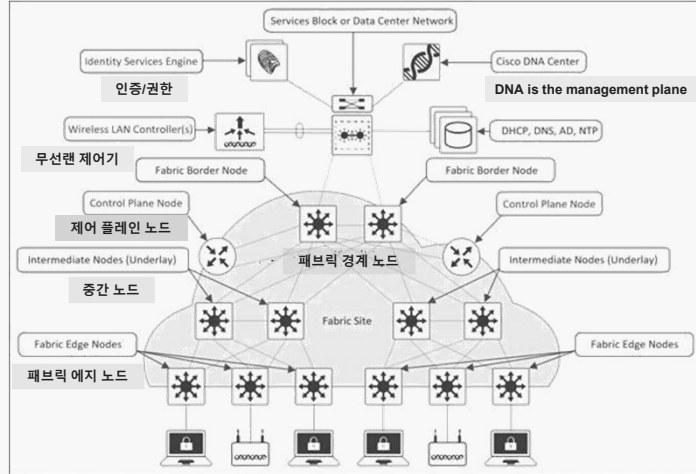 Services Block or Data Center Network
Identity Services Engine
Cisco DNA Center
인증/권한
DNA is the management plane
Wireless LAN Controller(s)
DHCP, DNS, AD, NTP
무선랜 제어기
Fabric Border Node
Fabric Border Node
Control Plane Node
Control Plane Node
제어 플레인 노드
Intermediate Nodes (Underlay)
패브릭 경계 노드
Intermediate Nodes (Underlay)
중간 노드
Fabric Site
Fabric Edge Nodes
Fabric Edge Nodes
패브릭 에지 노드